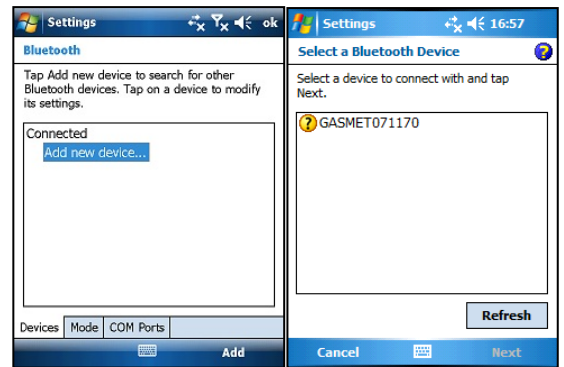 Settings ok
Bluetooth
Tap Add new device to search for other
Bluetooth devices. Tap on a device to modify
its settings.
Connected
Add new device...
Devices Mode COM Ports
Add
Settings 16:57
Select a Bluetooth Device
Select a device to connect with and tap
Next.
GASMET071170
Refresh
Cancel Next